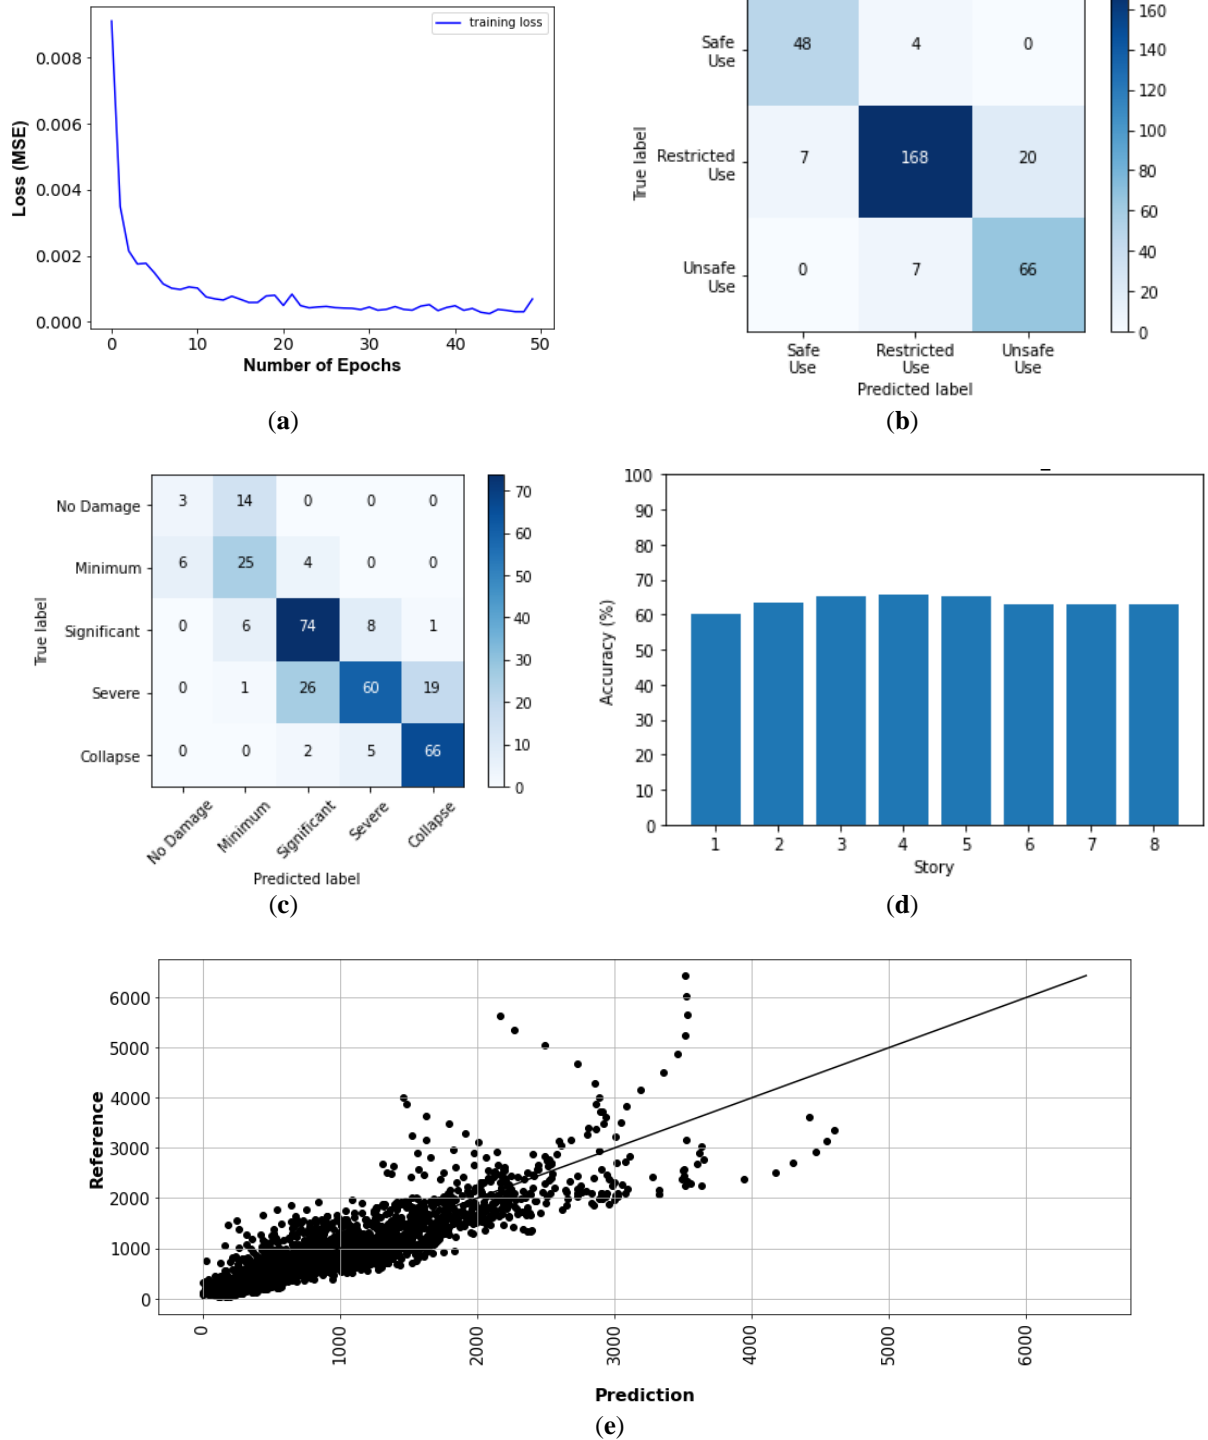 training loss
0.008
0.006
0.004
0.002
0.000
Loss (MSE)
0 10 20 30 40 50
Number of Epochs
(a)
Safe
Use
Restricted
Use
Unsafe
Use
True label
48 4 0
7 168 20
0 7 66
Safe
Use
Restricted
Use
Unsafe
Use
Predicted label
160
140
120
100
80
60
40
20
0
(b)
No Damage 3 14 0 0 0
Minimum 6 25 4 0 0
Significant 0 6 74 8 1
Severe 0 1 26 60 19
Collapse 0 0 2 5 66
True label
No Damage Minimum Significant Severe Collapse
Predicted label
70
60
50
40
30
20
10
0
(c)
100
90
80
70
60
50
40
30
20
10
0
Accuracy (%)
1 2 3 4 5 6 7 8
Story
(d)
6000
5000
4000
3000
2000
1000
0
Reference
0 1000 2000 3000 4000 5000 6000
Prediction
(e)